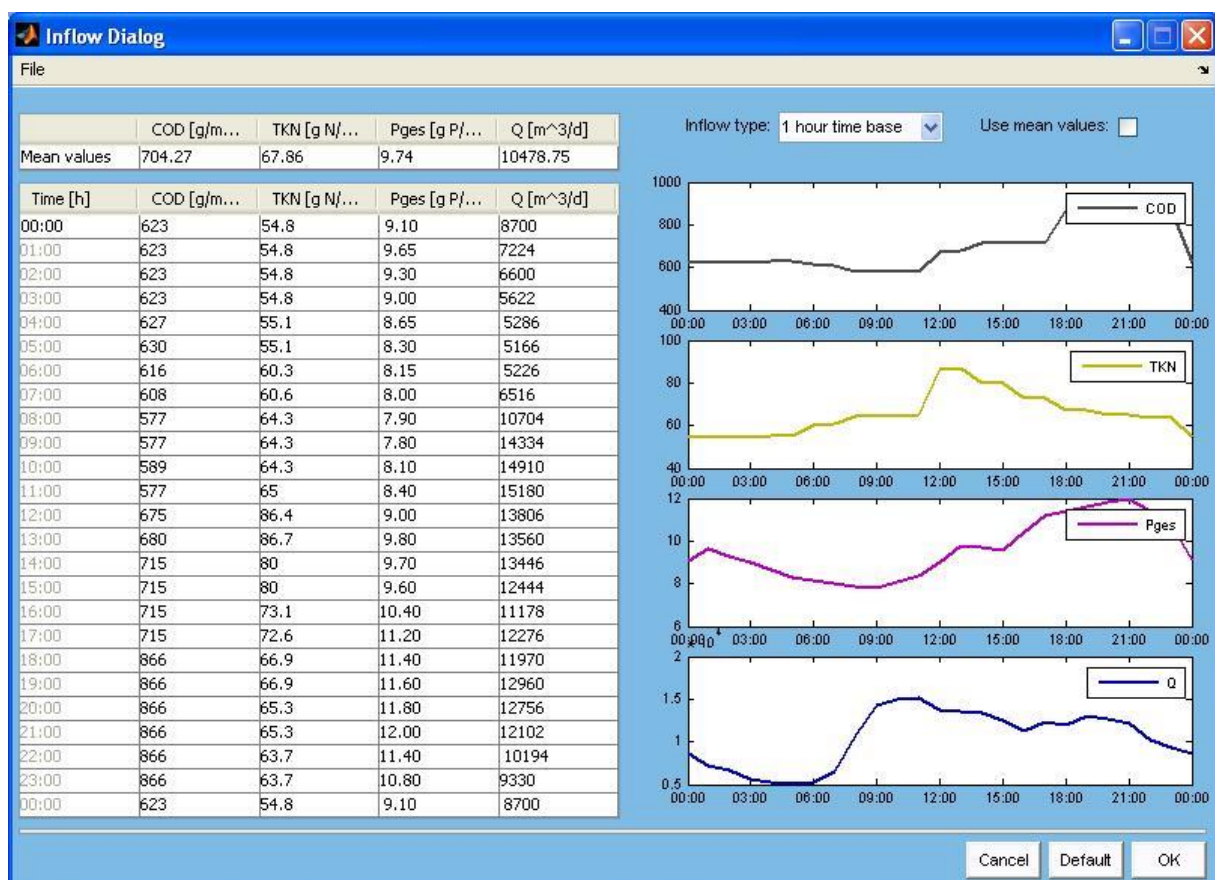 Inflow Dialog
File
COD [g/m... TKN [g N/... Pges [g P/... Q [m^3/d]
Mean values 704.27 67.86 9.74 10478.75
Inflow type: 1 hour time base Use mean values:
Time [h] COD [g/m... TKN [g N/... Pges [g P/... Q [m^3/d]
00:00 623 54.8 9.10 8700
01:00 623 54.8 9.65 7224
02:00 623 54.8 9.30 6600
03:00 623 54.8 9.00 5622
04:00 627 55.1 8.65 5286
05:00 630 55.1 8.30 5166
06:00 616 60.3 8.15 5226
07:00 608 60.6 8.00 6516
08:00 577 64.3 7.90 10704
09:00 577 64.3 7.80 14334
10:00 589 64.3 8.10 14910
11:00 577 65 8.40 15180
12:00 675 86.4 9.00 13806
13:00 680 86.7 9.80 13560
14:00 715 80 9.70 13446
15:00 715 80 9.60 12444
16:00 715 73.1 10.40 11178
17:00 715 72.6 11.20 12276
18:00 866 66.9 11.40 11970
19:00 866 66.9 11.60 12960
20:00 866 65.3 11.80 12756
21:00 866 65.3 12.00 12102
22:00 866 63.7 11.40 10194
23:00 866 63.7 10.80 9330
00:00 623 54.8 9.10 8700
1000
COD
800
600
400
00:00 03:00 06:00 09:00 12:00 15:00 18:00 21:00 00:00
100
TKN
80
60
40
00:00 03:00 06:00 09:00 12:00 15:00 18:00 21:00 00:00
12
Pges
10
8
6
00:00 03:00 06:00 09:00 12:00 15:00 18:00 21:00 00:00
x 10^4
2
Q
1.5
1
0.5
00:00 03:00 06:00 09:00 12:00 15:00 18:00 21:00 00:00
Cancel Default OK